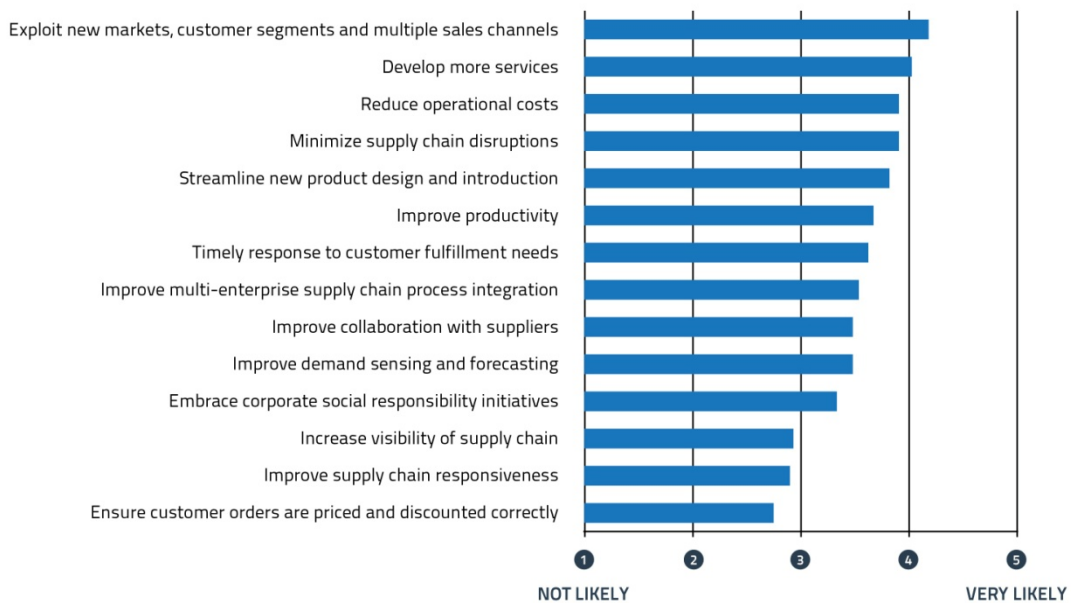 Exploit new markets, customer segments and multiple sales channels
Develop more services
Reduce operational costs
Minimize supply chain disruptions
Streamline new product design and introduction
Improve productivity
Timely response to customer fulfillment needs
Improve multi-enterprise supply chain process integration
Improve collaboration with suppliers
Improve demand sensing and forecasting
Embrace corporate social responsibility initiatives
Increase visibility of supply chain
Improve supply chain responsiveness
Ensure customer orders are priced and discounted correctly
1 2 3 4 5
NOT LIKELY VERY LIKELY